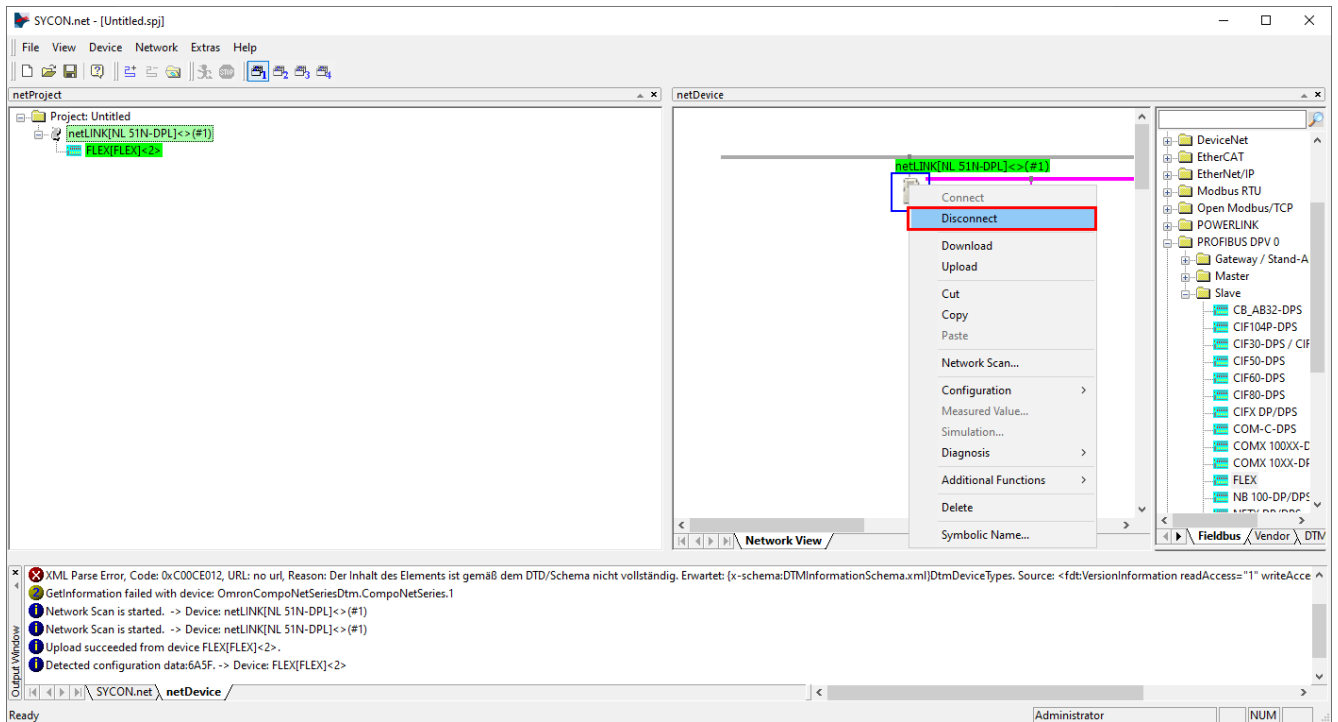 SYCON.net - [Untitled.spj]
File View Device Network Extras Help
netProject
Project: Untitled
netLINK[NL 51N-DPL]<>(#1)
FLEX[FLEX]<2>
netDevice
netLINK[NL 51N-DPL]<>(#1)
Connect
Disconnect
Download
Upload
Cut
Copy
Paste
Network Scan...
Configuration
Measured Value...
Simulation...
Diagnosis
Additional Functions
Delete
Symbolic Name...
Network View
DeviceNet
EtherCAT
EtherNet/IP
Modbus RTU
Open Modbus/TCP
POWERLINK
PROFIBUS DPV 0
Gateway / Stand-A
Master
Slave
CB_AB32-DPS
CIF104P-DPS
CIF30-DPS / CIF
CIF50-DPS
CIF60-DPS
CIF80-DPS
CIFX DP/DPS
COM-C-DPS
COMX 100XX-D
COMX 10XX-DP
FLEX
NB 100-DP/DPS
Fieldbus Vendor DTM
XML Parse Error, Code: 0xC00CE012, URL: no url, Reason: Der Inhalt des Elements ist gemäß dem DTD/Schema nicht vollständig. Erwartet: {x-schema:DTMInformationSchema.xml}DtmDeviceTypes. Source: <fdt:VersionInformation readAccess="1" writeAcce
GetInformation failed with device: OmronCompoNetSeriesDtm.CompoNetSeries.1
Network Scan is started. -> Device: netLINK[NL 51N-DPL]<>(#1)
Network Scan is started. -> Device: netLINK[NL 51N-DPL]<>(#1)
Upload succeeded from device FLEX[FLEX]<2>.
Detected configuration data:6A5F. -> Device: FLEX[FLEX]<2>
Output Window
SYCON.net netDevice
Ready
Administrator
NUM